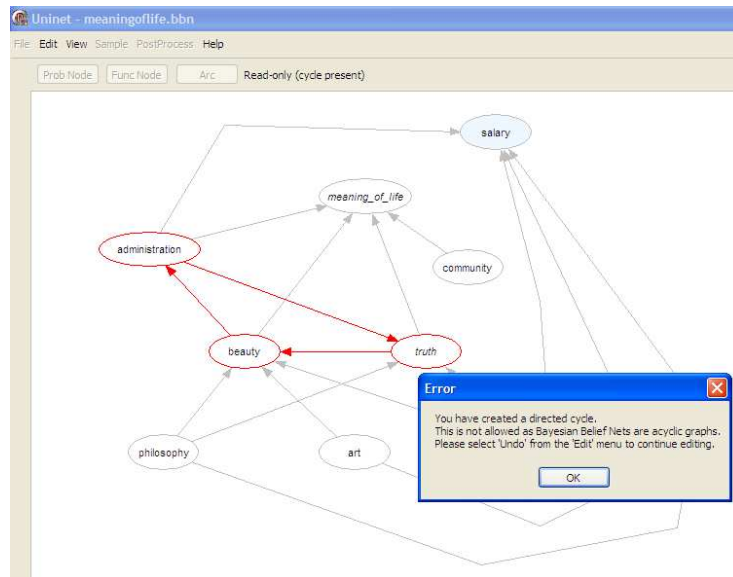 Uninet - meaningoflife.bbn
File Edit View Sample PostProcess Help
Prob Node Func Node Arc Read-only (cycle present)
salary
meaning_of_life
administration
community
beauty
truth
philosophy
art
Error
You have created a directed cycle.
This is not allowed as Bayesian Belief Nets are acyclic graphs.
Please select 'Undo' from the 'Edit' menu to continue editing.
OK